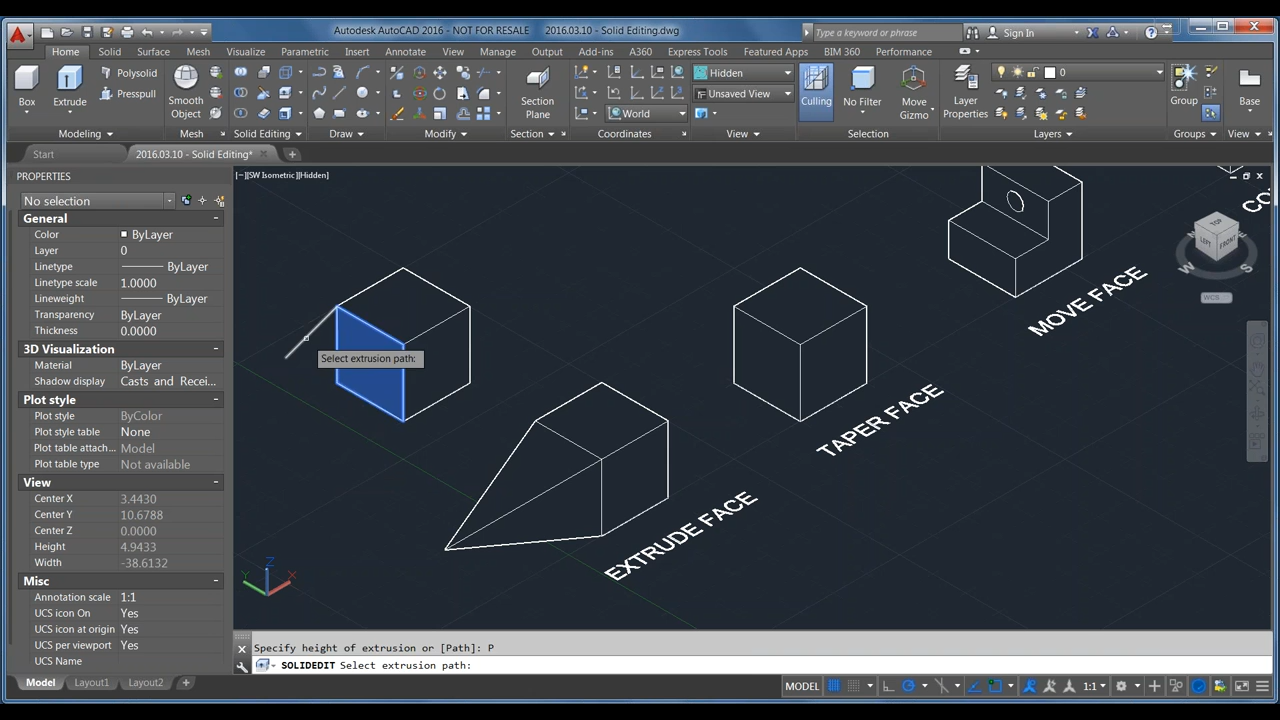 Autodesk AutoCAD 2016 - NOT FOR RESALE 2016.03.10 - Solid Editing.dwg
Type a keyword or phrase
Sign In
Home Solid Surface Mesh Visualize Parametric Insert Annotate View Manage Output Add-ins A360 Express Tools Featured Apps BIM 360 Performance
Polysolid
Presspull
Box
Extrude
Smooth Object
Section Plane
World
Hidden
Unsaved View
Culling
No Filter
Move Gizmo
Layer Properties
0
Group
Base
Modeling Mesh Solid Editing Draw Modify Section Coordinates View Selection Layers Groups View
Start 2016.03.10 - Solid Editing*
PROPERTIES
No selection
General
Color ByLayer
Layer 0
Linetype ByLayer
Linetype scale 1.0000
Lineweight ByLayer
Transparency ByLayer
Thickness 0.0000
3D Visualization
Material ByLayer
Shadow display Casts and Recei...
Plot style
Plot style ByColor
Plot style table None
Plot table attach... Model
Plot table type Not available
View
Center X 3.4430
Center Y 10.6788
Center Z 0.0000
Height 4.9433
Width -38.6132
Misc
Annotation scale 1:1
UCS icon On Yes
UCS icon at origin Yes
UCS per viewport Yes
UCS Name
[−][SW Isometric][Hidden]
Select extrusion path:
EXTRUDE FACE
TAPER FACE
MOVE FACE
CO
TOP
LEFT
FRONT
W
S
WCS
Z
Y
X
Specify height of extrusion or [Path]: P
SOLIDEDIT Select extrusion path:
Model Layout1 Layout2
MODEL
1:1